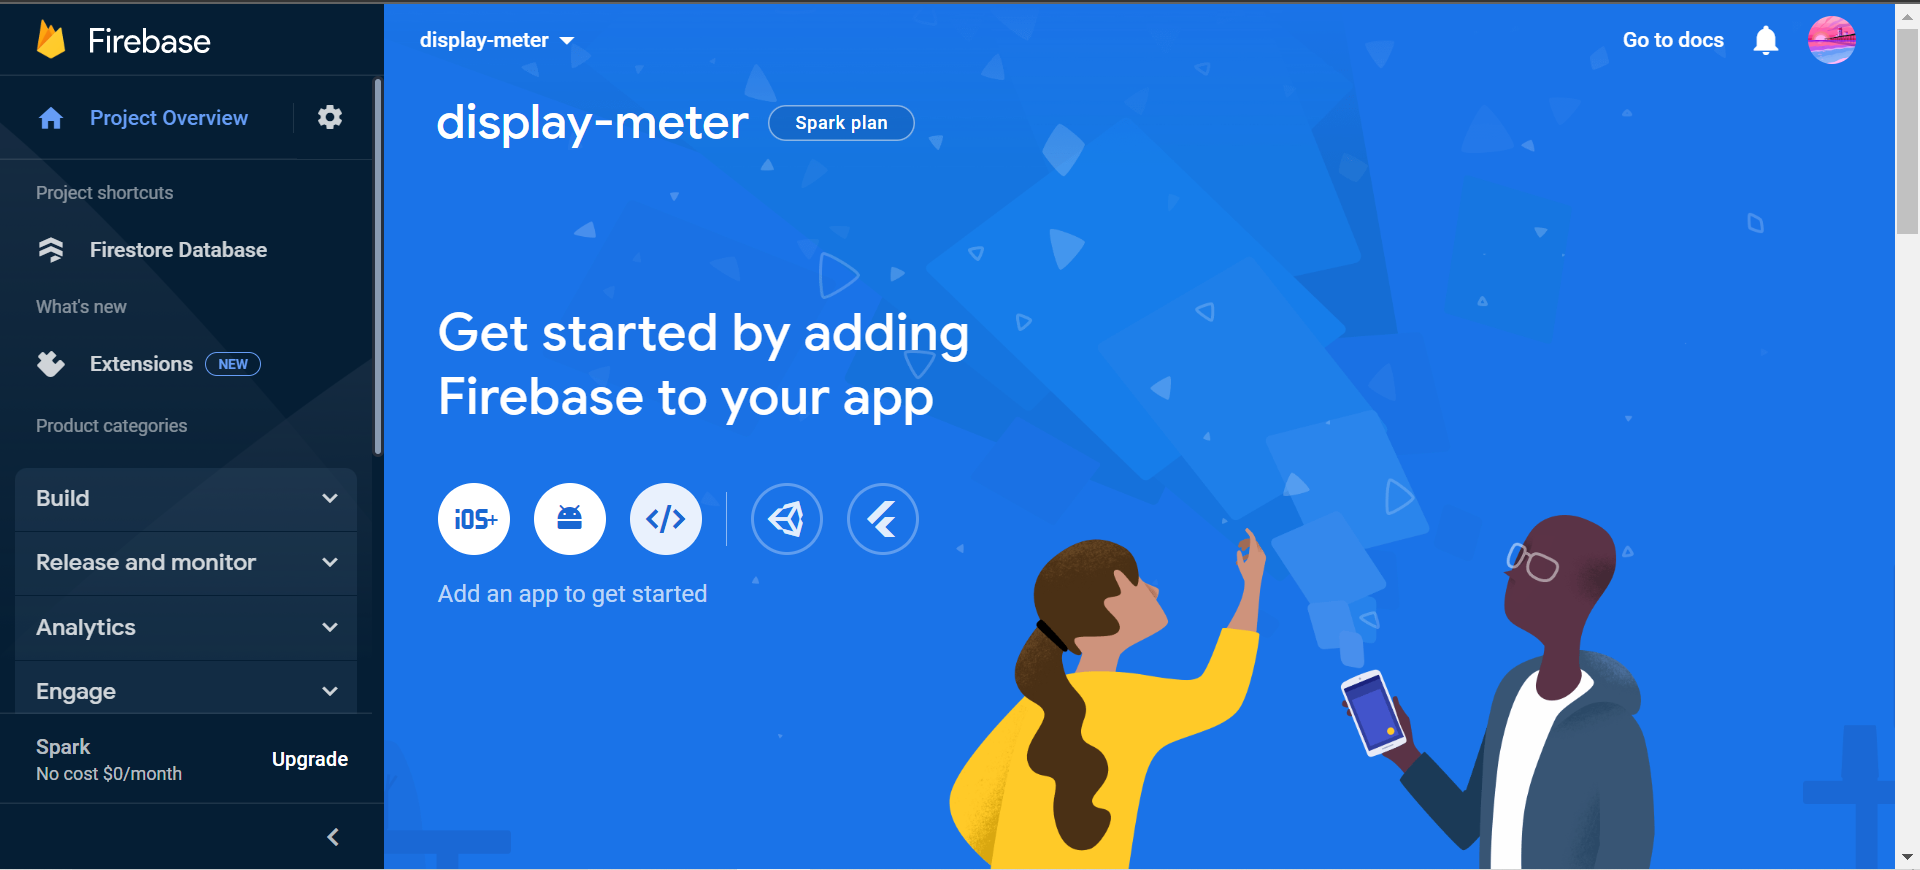 Firebase
Project Overview
Project shortcuts
Firestore Database
What's new
Extensions NEW
Product categories
Build
Release and monitor
Analytics
Engage
Spark
No cost $0/month
Upgrade
display-meter
Go to docs
display-meter Spark plan
Get started by adding
Firebase to your app
iOS+
Add an app to get started